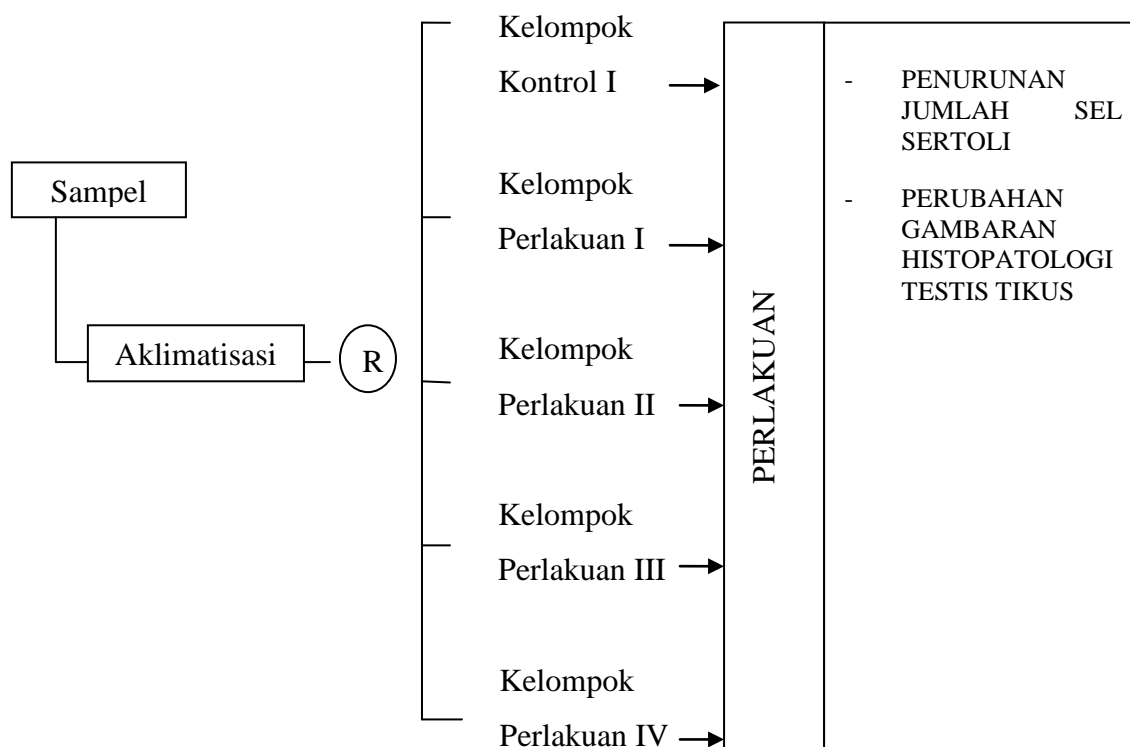 Sampel
Aklimatisasi
R
Kelompok
Kontrol I
Kelompok
Perlakuan I
Kelompok
Perlakuan II
Kelompok
Perlakuan III
Kelompok
Perlakuan IV
PERLAKUAN
- PENURUNAN
JUMLAH SEL
SERTOLI
- PERUBAHAN
GAMBARAN
HISTOPATOLOGI
TESTIS TIKUS